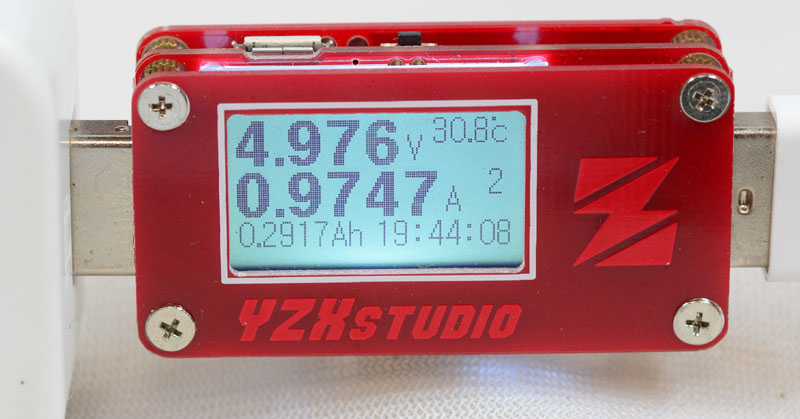 4.976 V 30.8°c
0.9747 A 2
0.2917Ah 19:44:08
YZXSTUDIO